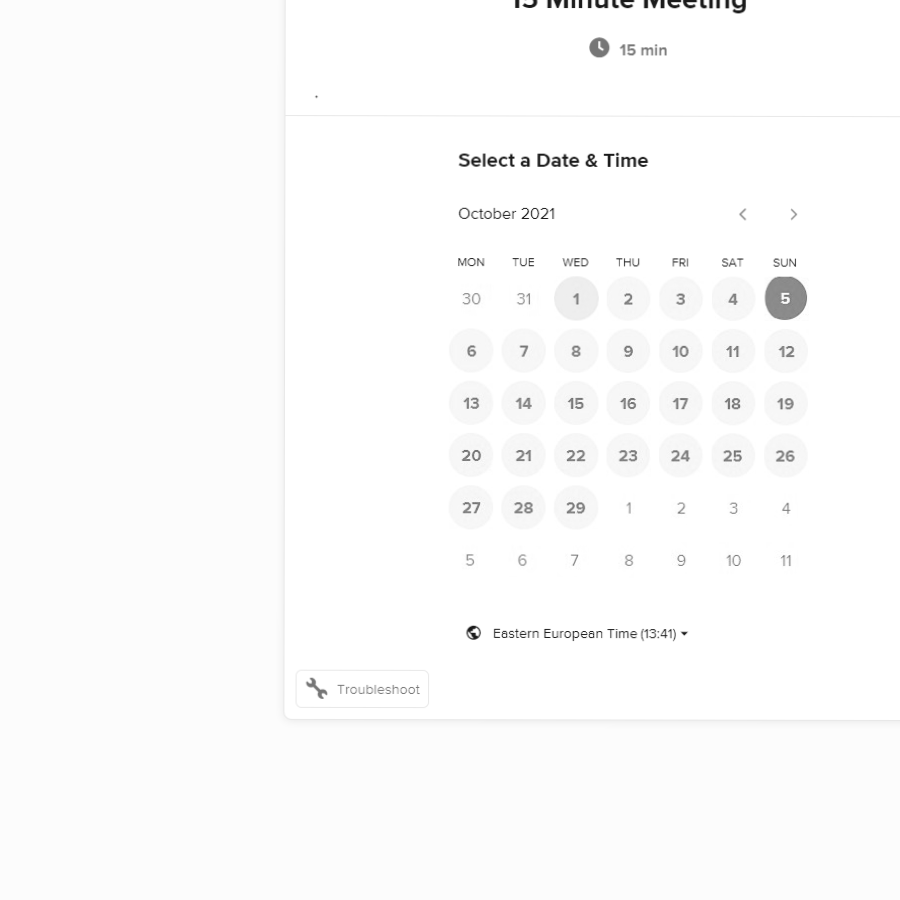 15 Minute Meeting
15 min
.
Select a Date & Time
October 2021
MON TUE WED THU FRI SAT SUN
30 31 1 2 3 4 5
6 7 8 9 10 11 12
13 14 15 16 17 18 19
20 21 22 23 24 25 26
27 28 29 1 2 3 4
5 6 7 8 9 10 11
Eastern European Time (13:41)
Troubleshoot